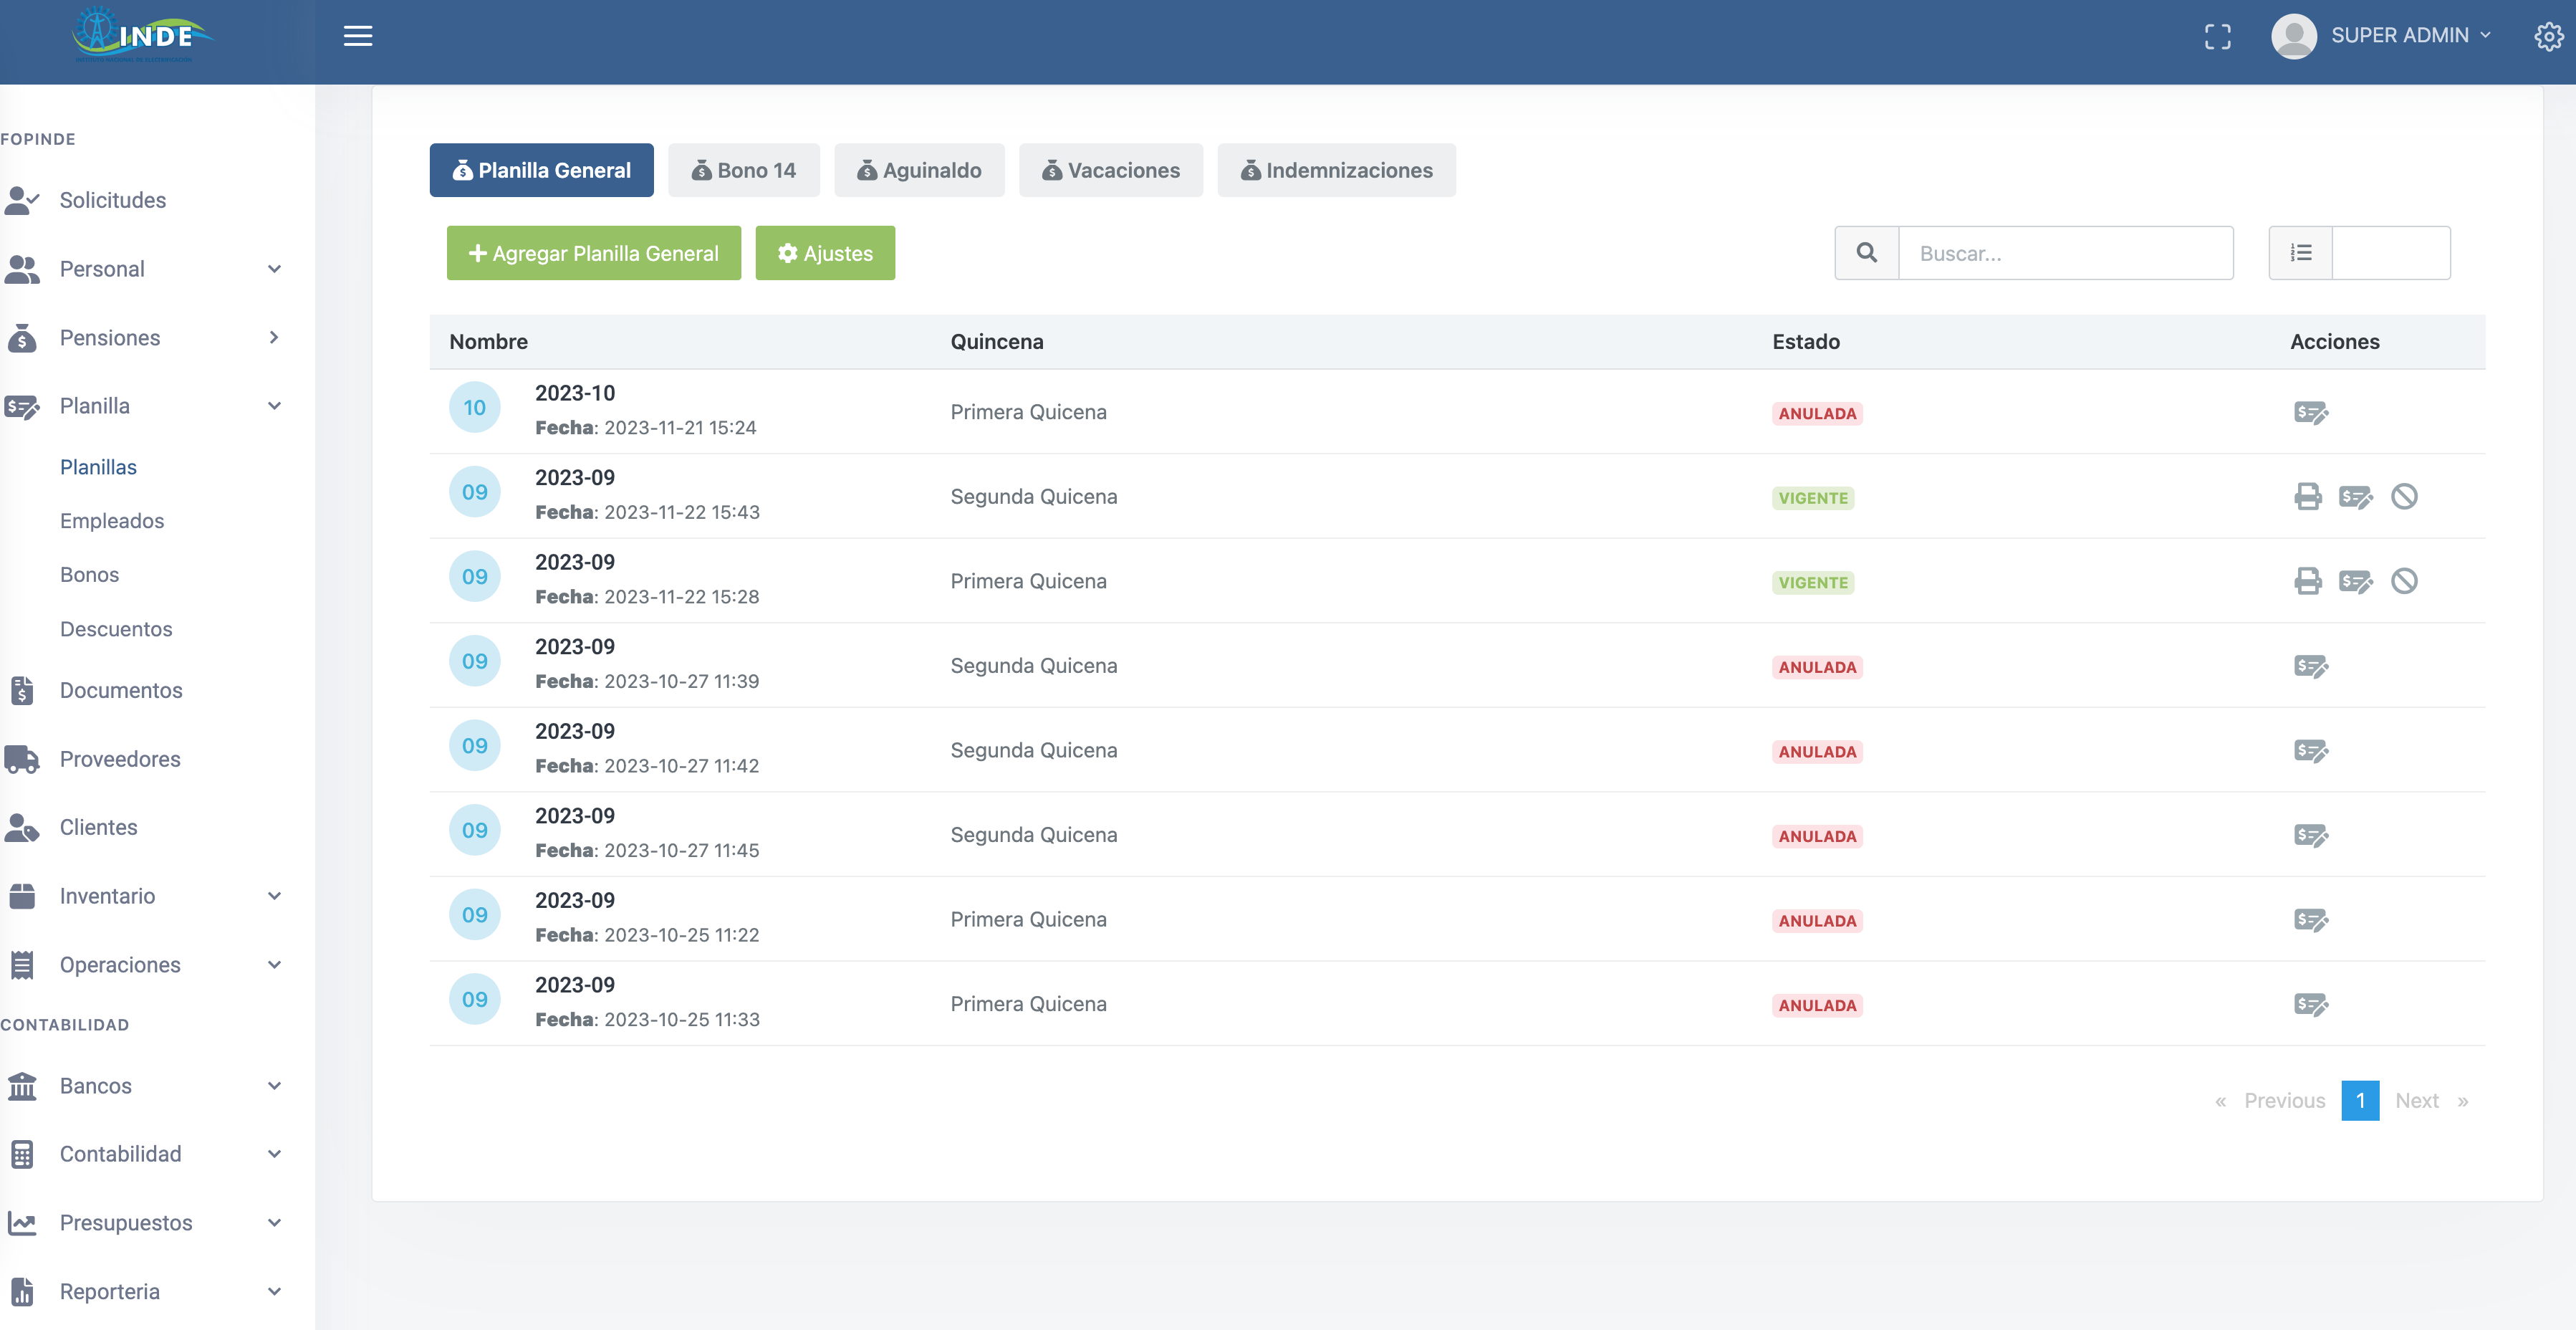 INDE
SUPER ADMIN
FOPINDE
Solicitudes
Personal
Pensiones
Planilla
Planillas
Empleados
Bonos
Descuentos
Documentos
Proveedores
Clientes
Inventario
Operaciones
CONTABILIDAD
Bancos
Contabilidad
Presupuestos
Reporteria
Planilla General
Bono 14
Aguinaldo
Vacaciones
Indemnizaciones
Agregar Planilla General
Ajustes
Buscar...
Nombre Quincena Estado Acciones
10 2023-10
Fecha: 2023-11-21 15:24
Primera Quicena
ANULADA
09 2023-09
Fecha: 2023-11-22 15:43
Segunda Quicena
VIGENTE
09 2023-09
Fecha: 2023-11-22 15:28
Primera Quicena
VIGENTE
09 2023-09
Fecha: 2023-10-27 11:39
Segunda Quicena
ANULADA
09 2023-09
Fecha: 2023-10-27 11:42
Segunda Quicena
ANULADA
09 2023-09
Fecha: 2023-10-27 11:45
Segunda Quicena
ANULADA
09 2023-09
Fecha: 2023-10-25 11:22
Primera Quicena
ANULADA
09 2023-09
Fecha: 2023-10-25 11:33
Primera Quicena
ANULADA
« Previous 1 Next »